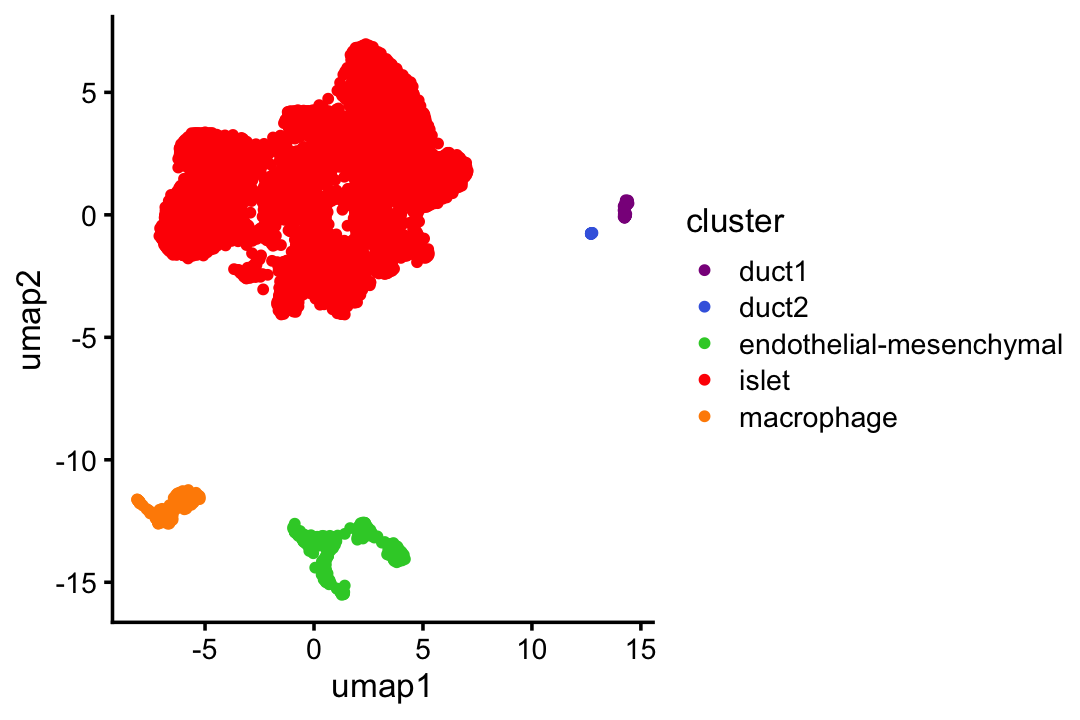 5
0
-5
-10
-15
umap2
-5
0
5
10
15
umap1
cluster
duct1
duct2
endothelial-mesenchymal
islet
macrophage